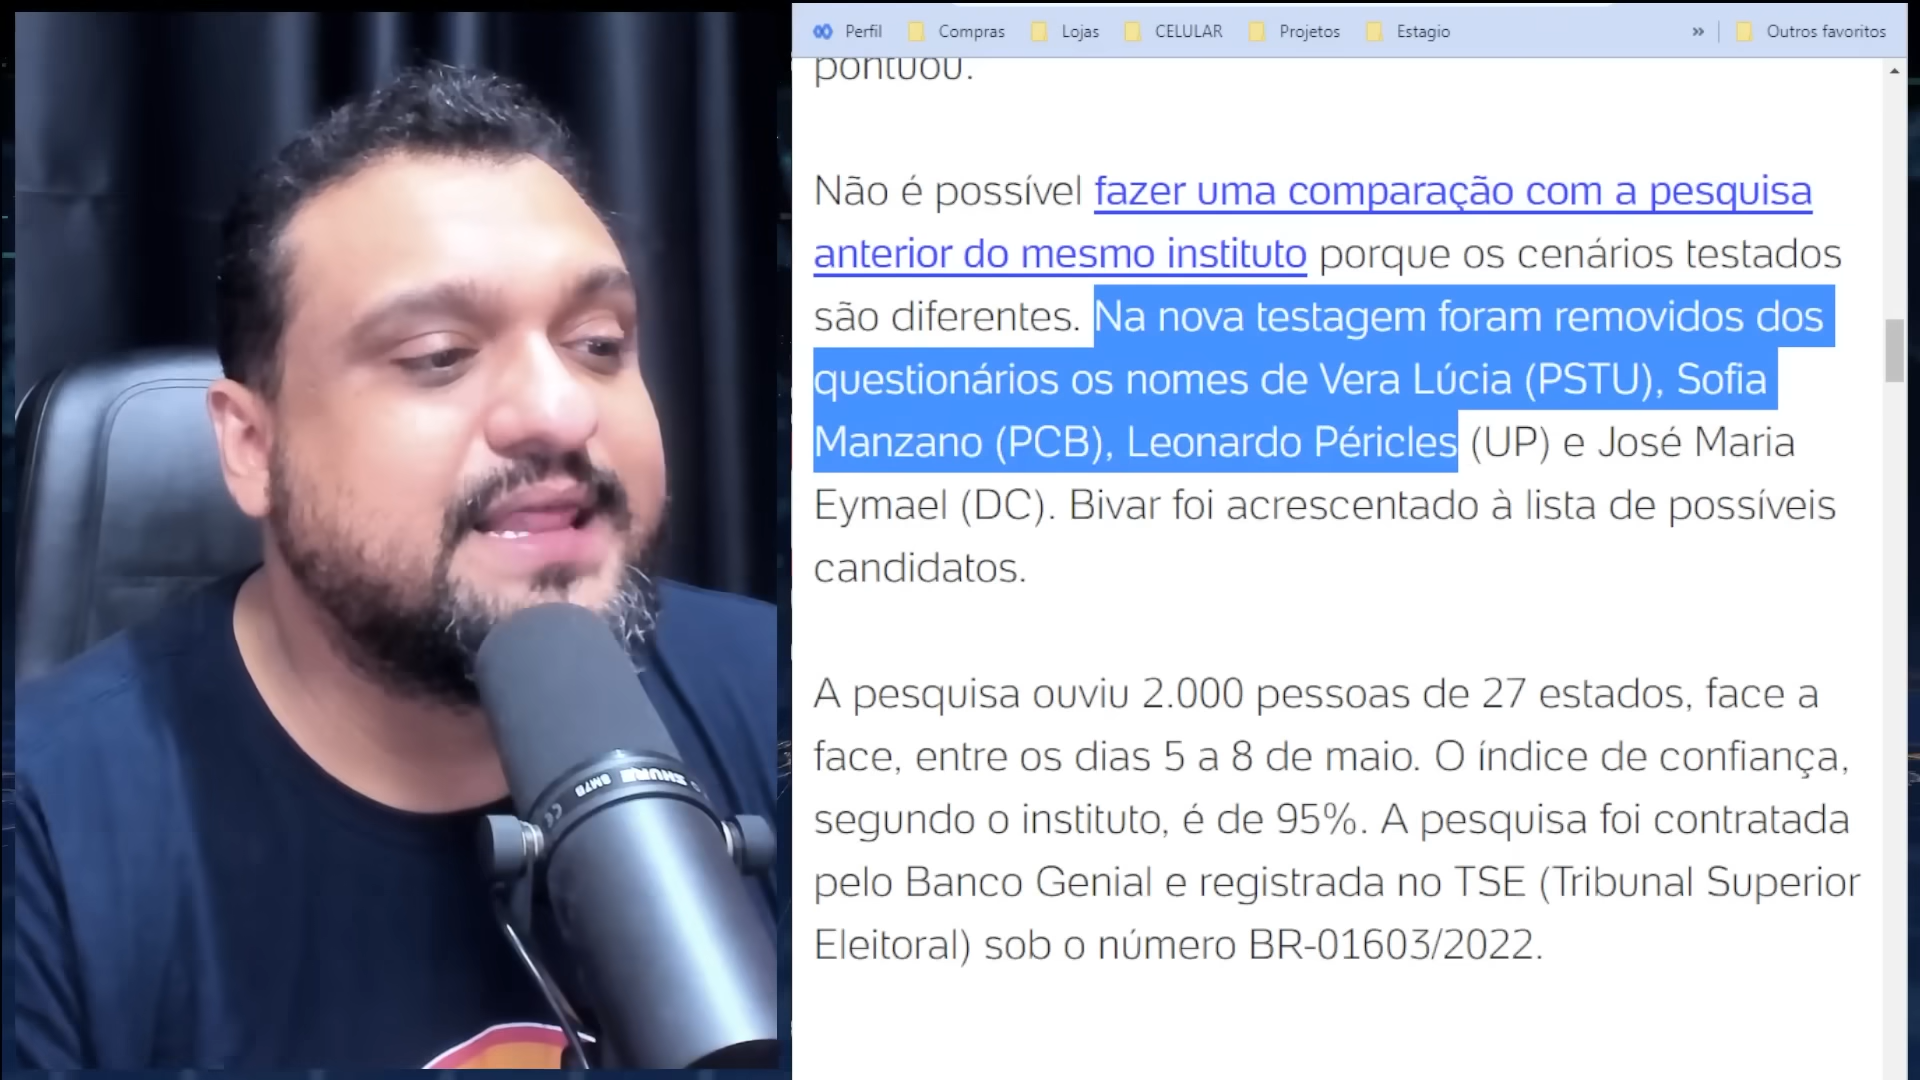 Perfil Compras Lojas CELULAR Projetos Estagio » Outros favoritos
pontuou.
Não é possível fazer uma comparação com a pesquisa
anterior do mesmo instituto porque os cenários testados
são diferentes. Na nova testagem foram removidos dos
questionários os nomes de Vera Lúcia (PSTU), Sofia
Manzano (PCB), Leonardo Péricles (UP) e José Maria
Eymael (DC). Bivar foi acrescentado à lista de possíveis
candidatos.
A pesquisa ouviu 2.000 pessoas de 27 estados, face a
face, entre os dias 5 a 8 de maio. O índice de confiança,
segundo o instituto, é de 95%. A pesquisa foi contratada
pelo Banco Genial e registrada no TSE (Tribunal Superior
Eleitoral) sob o número BR-01603/2022.
SHURE SM7B